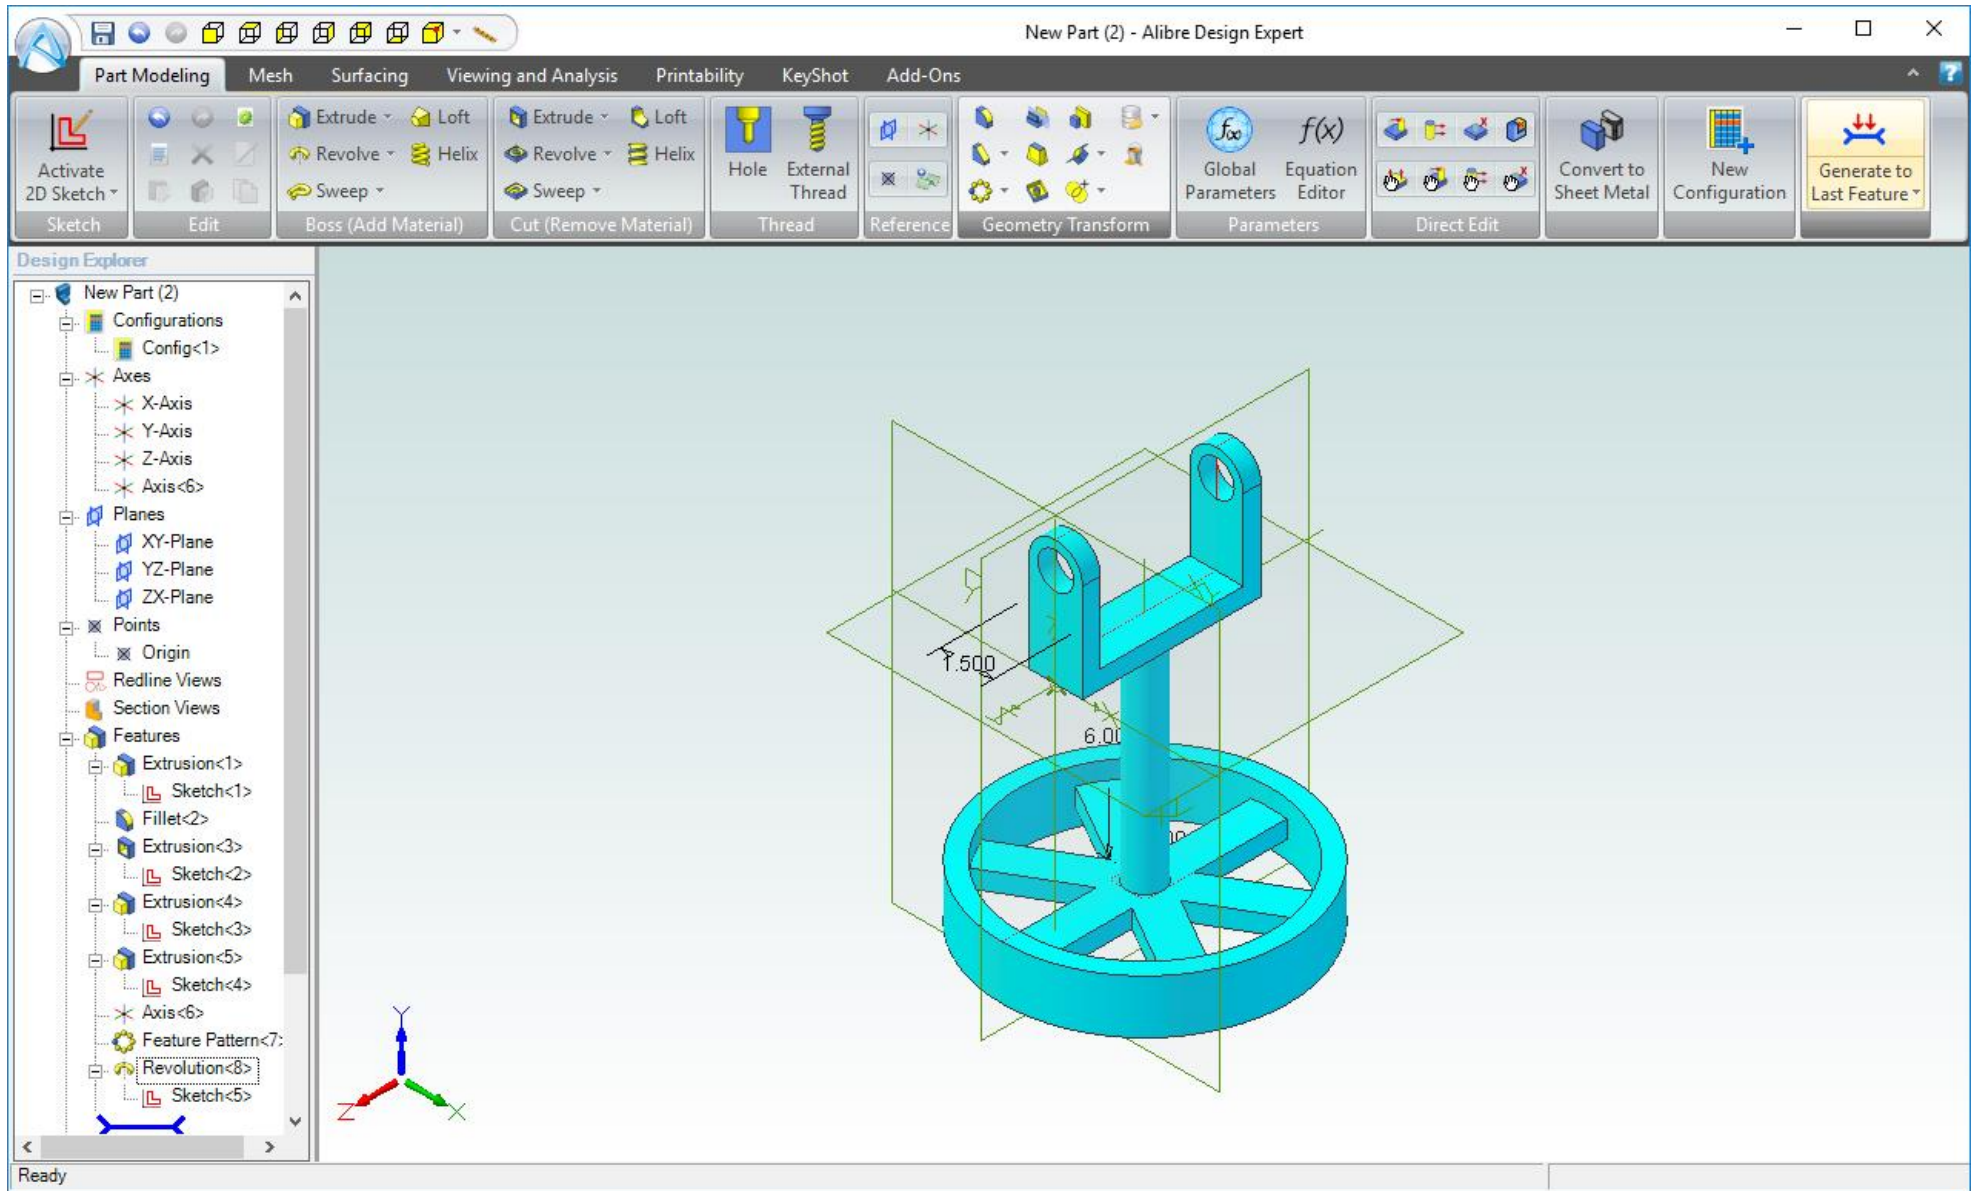 New Part (2) - Alibre Design Expert
Part Modeling Mesh Surfacing Viewing and Analysis Printability KeyShot Add-Ons
Activate 2D Sketch
Sketch
Edit
Extrude Loft
Revolve Helix
Sweep
Boss (Add Material)
Extrude Loft
Revolve Helix
Sweep
Cut (Remove Material)
Hole
External Thread
Thread
Reference
Geometry Transform
f∞
Global Parameters
f(x)
Equation Editor
Parameters
Direct Edit
Convert to Sheet Metal
New Configuration
Generate to Last Feature
Design Explorer
New Part (2)
Configurations
Config<1>
Axes
X-Axis
Y-Axis
Z-Axis
Axis<6>
Planes
XY-Plane
YZ-Plane
ZX-Plane
Points
Origin
Redline Views
Section Views
Features
Extrusion<1>
Sketch<1>
Fillet<2>
Extrusion<3>
Sketch<2>
Extrusion<4>
Sketch<3>
Extrusion<5>
Sketch<4>
Axis<6>
Feature Pattern<7>
Revolution<8>
Sketch<5>
1.500
6.00
Y
Z
X
Ready